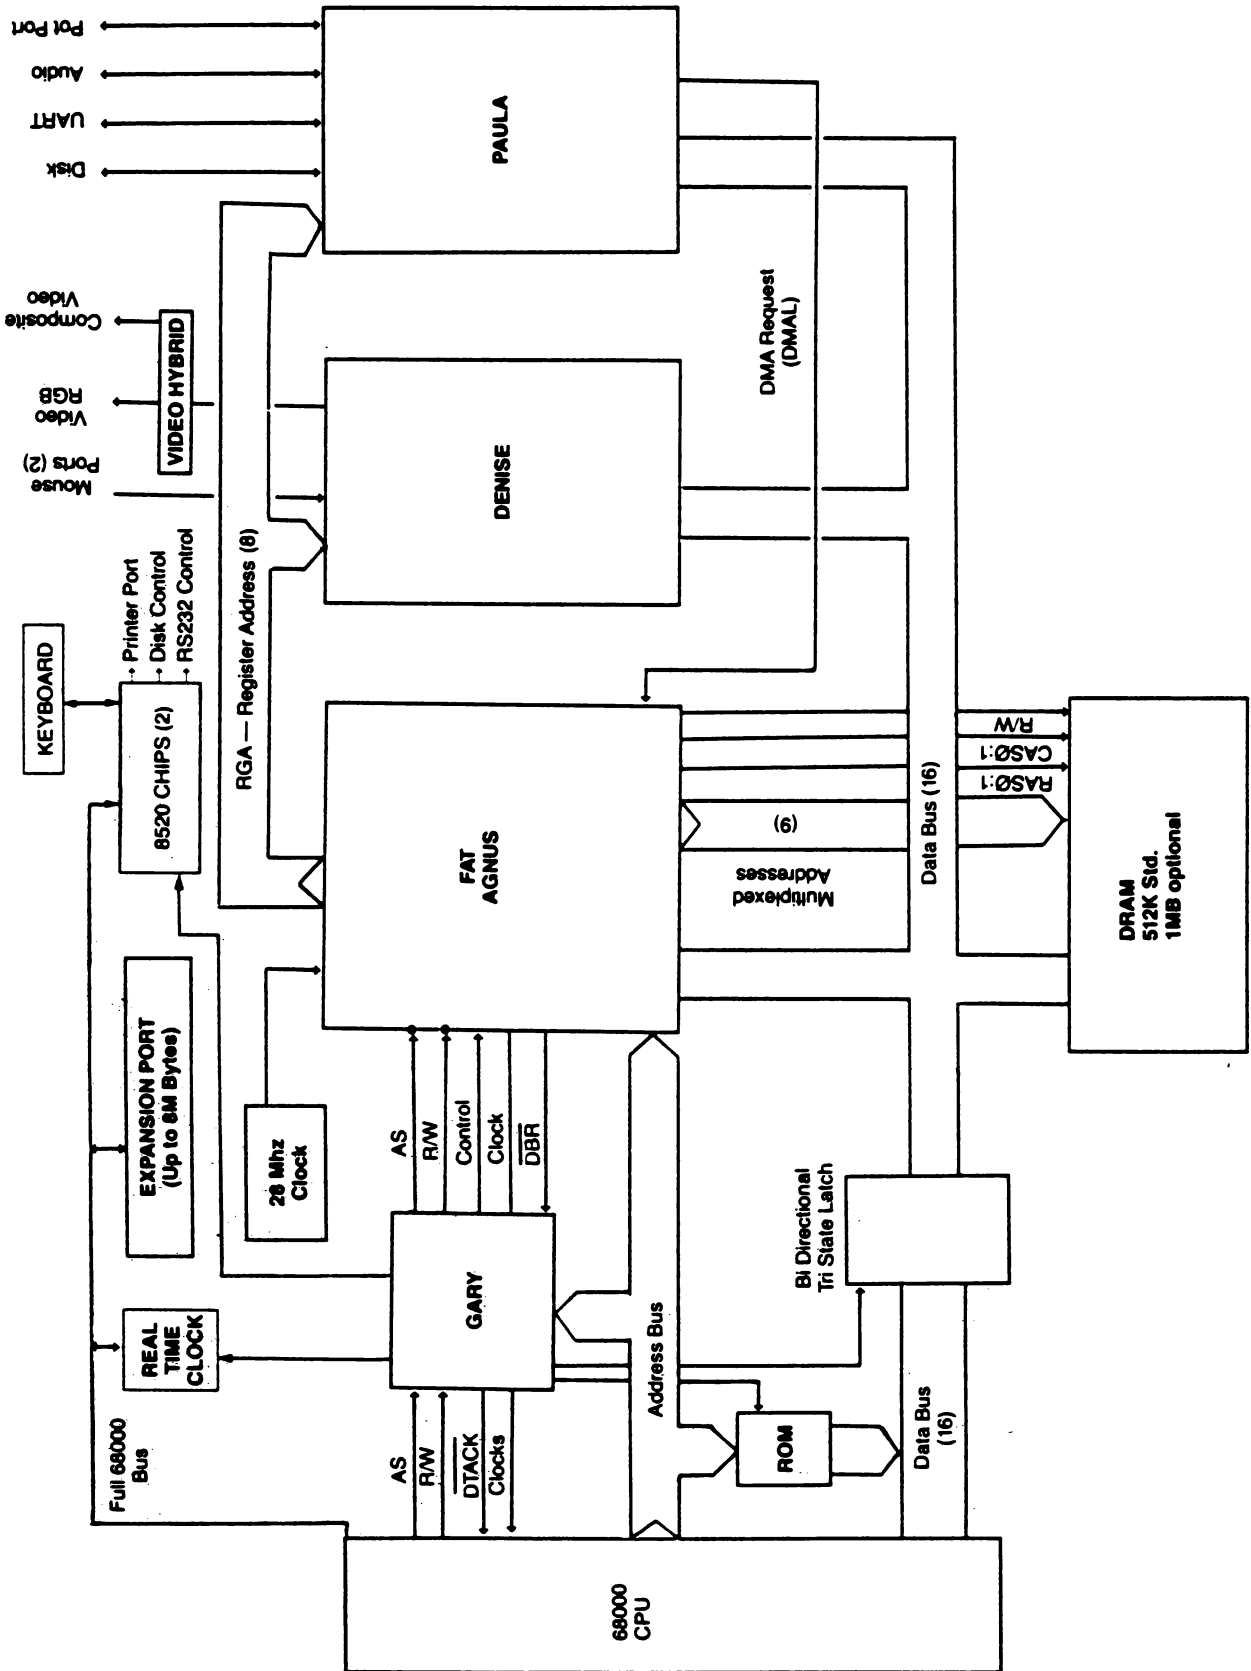 Full 68000
Bus
REAL
TIME
CLOCK
EXPANSION PORT
(Up to 8M Bytes)
KEYBOARD
8520 CHIPS (2)
Printer Port
Disk Control
RS232 Control
Mouse
Ports (2)
Video
RGB
VIDEO HYBRID
Composite
Video
Disk
UART
Audio
Pot Port
28 Mhz
Clock
RGA — Register Address (8)
AS
R/W
DTACK
Clocks
GARY
AS
R/W
Control
Clock
DBR
FAT
AGNUS
DENISE
PAULA
68000
CPU
Address Bus
ROM
Data Bus
(16)
Bi Directional
Tri State Latch
Multiplexed
Addresses
(9)
RASØ:1
CASØ:1
R/W
Data Bus (16)
DMA Request
(DMAL)
DRAM
512K Std.
1MB optional